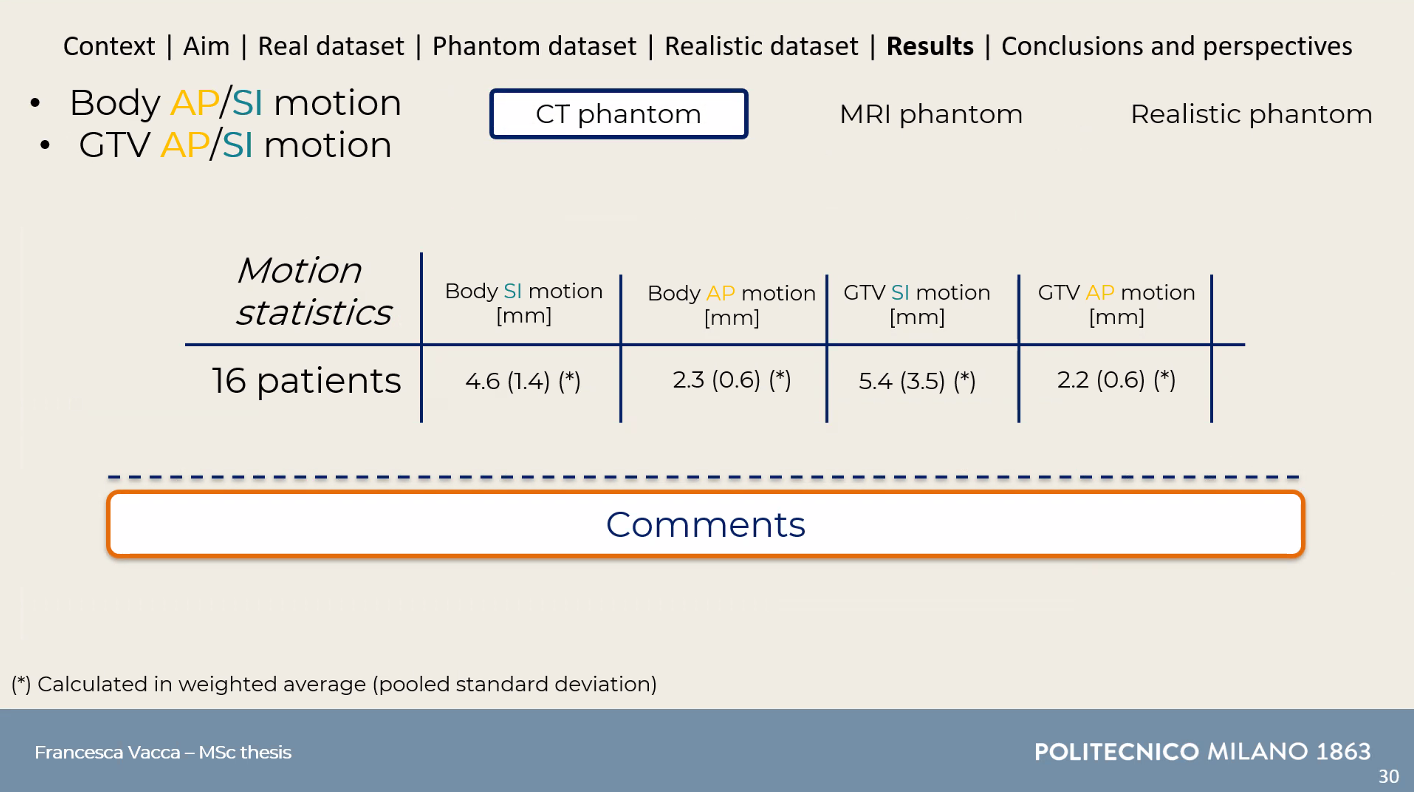 Context | Aim | Real dataset | Phantom dataset | Realistic dataset | Results | Conclusions and perspectives
• Body AP/SI motion
• GTV AP/SI motion
CT phantom
MRI phantom
Realistic phantom
Motion
statistics
Body SI motion
[mm]
Body AP motion
[mm]
GTV SI motion
[mm]
GTV AP motion
[mm]
16 patients
4.6 (1.4) (*)
2.3 (0.6) (*)
5.4 (3.5) (*)
2.2 (0.6) (*)
Comments
(*) Calculated in weighted average (pooled standard deviation)
Francesca Vacca – MSc thesis
POLITECNICO MILANO 1863
30